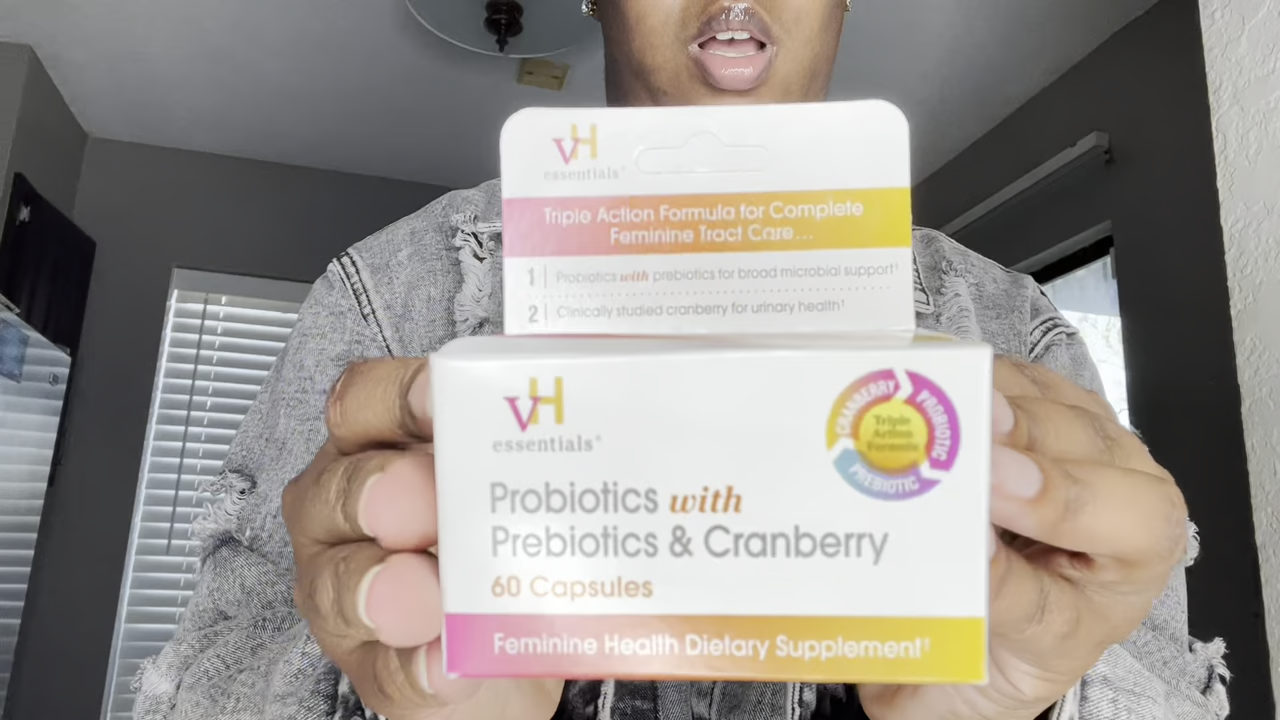 vH
essentials®
Triple Action Formula for Complete
Feminine Tract Care...
1 Probiotics with prebiotics for broad microbial support†
2 Clinically studied cranberry for urinary health†
vH
essentials®
CRANBERRY
PROBIOTIC
PREBIOTIC
Triple
Action
Formula
Probiotics with
Prebiotics & Cranberry
60 Capsules
Feminine Health Dietary Supplement†